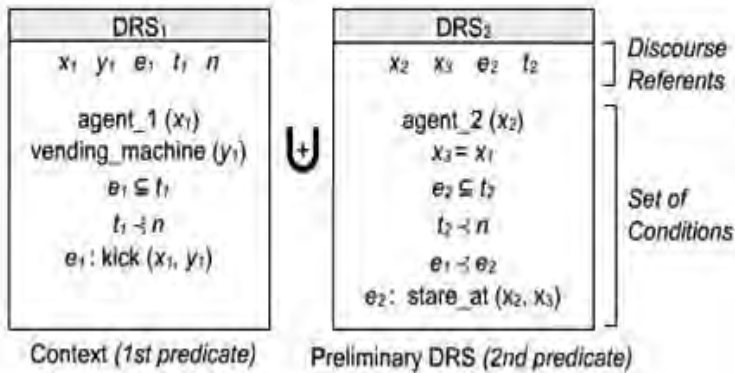 DRS₁
x₁ y₁ e₁ t₁ n
agent_1 (x₁)
vending_machine (y₁)
e₁ ⊆ t₁
t₁ ⊰ n
e₁ : kick (x₁, y₁)
Context (1st predicate)
⊎
DRS₂
x₂ x₃ e₂ t₂
agent_2 (x₂)
x₃ = x₁
e₂ ⊆ t₂
t₂ ⊰ n
e₁ ⊰ e₂
e₂ : stare_at (x₂, x₃)
Preliminary DRS (2nd predicate)
Discourse
Referents
Set of
Conditions